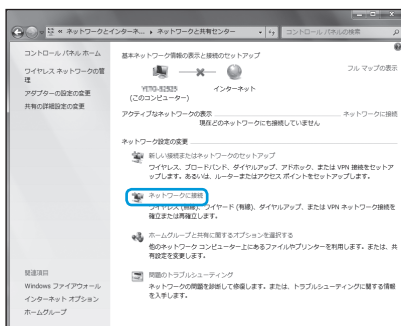 ネットワークとインターネ... ネットワークと共有センター
コントロール パネルの検索
コントロール パネル ホーム
ワイヤレス ネットワークの管理
アダプターの設定の変更
共有の詳細設定の変更
基本ネットワーク情報の表示と接続のセットアップ
フル マップの表示
インターネット
(このコンピューター)
アクティブなネットワークの表示
ネットワークに接続
現在どのネットワークにも接続していません
ネットワーク設定の変更
新しい接続またはネットワークのセットアップ
ワイヤレス、ブロードバンド、ダイヤルアップ、アドホック、または VPN 接続をセットア
ップします。あるいは、ルーターまたはアクセス ポイントをセットアップします。
ネットワークに接続
ワイヤレス (無線)、ワイヤード (有線)、ダイヤルアップ、または VPN ネットワーク接続を
確立または再確立します。
ホームグループと共有に関するオプションを選択する
他のネットワーク コンピューター上にあるファイルやプリンターを利用します。または、共
有設定を変更します。
問題のトラブルシューティング
ネットワークの問題を診断して修復します。または、トラブルシューティングに関する情報
を入手します。
関連項目
Windows ファイアウォール
インターネット オプション
ホームグループ